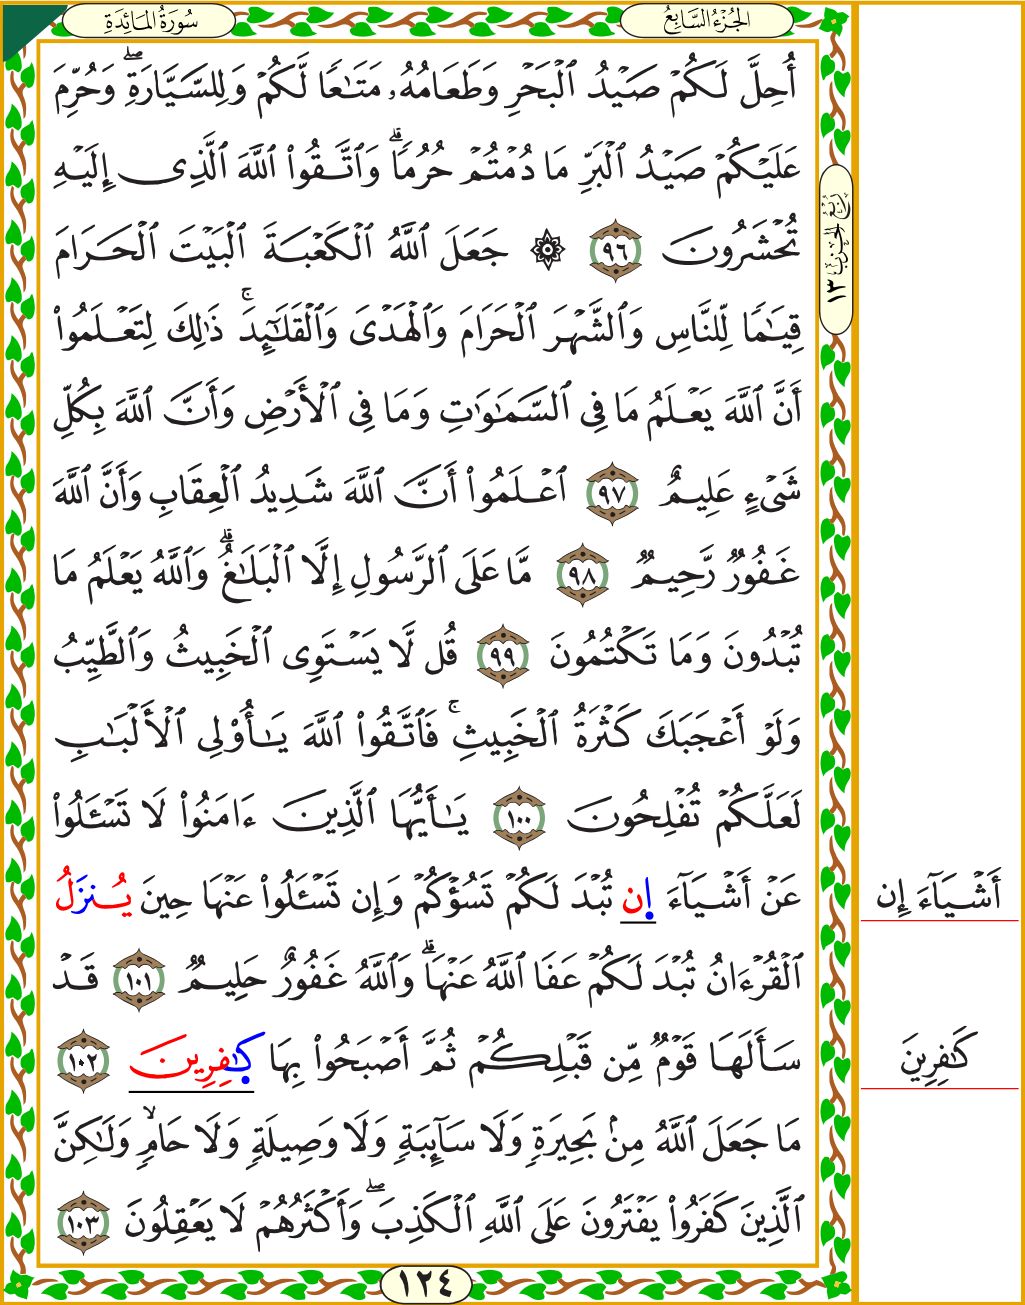 الجُزْءُ السَّابِعُ
سُورَةُ المَائِدَةِ
أُحِلَّ لَكُمْ صَيْدُ ٱلْبَحْرِ وَطَعَامُهُۥ مَتَٰعًا لَّكُمْ وَلِلسَّيَّارَةِۖ وَحُرِّمَ
عَلَيْكُمْ صَيْدُ ٱلْبَرِّ مَا دُمْتُمْ حُرُمًاۗ وَٱتَّقُوا۟ ٱللَّهَ ٱلَّذِىٓ إِلَيْهِ
تُحْشَرُونَ ٩٦ ۞ جَعَلَ ٱللَّهُ ٱلْكَعْبَةَ ٱلْبَيْتَ ٱلْحَرَامَ
قِيَٰمًا لِّلنَّاسِ وَٱلشَّهْرَ ٱلْحَرَامَ وَٱلْهَدْىَ وَٱلْقَلَٰٓئِدَۚ ذَٰلِكَ لِتَعْلَمُوٓا۟
أَنَّ ٱللَّهَ يَعْلَمُ مَا فِى ٱلسَّمَٰوَٰتِ وَمَا فِى ٱلْأَرْضِ وَأَنَّ ٱللَّهَ بِكُلِّ
شَىْءٍ عَلِيمٌ ٩٧ ٱعْلَمُوٓا۟ أَنَّ ٱللَّهَ شَدِيدُ ٱلْعِقَابِ وَأَنَّ ٱللَّهَ
غَفُورٌ رَّحِيمٌ ٩٨ مَّا عَلَى ٱلرَّسُولِ إِلَّا ٱلْبَلَٰغُۗ وَٱللَّهُ يَعْلَمُ مَا
تُبْدُونَ وَمَا تَكْتُمُونَ ٩٩ قُل لَّا يَسْتَوِى ٱلْخَبِيثُ وَٱلطَّيِّبُ
وَلَوْ أَعْجَبَكَ كَثْرَةُ ٱلْخَبِيثِۚ فَٱتَّقُوا۟ ٱللَّهَ يَٰٓأُو۟لِى ٱلْأَلْبَٰبِ
لَعَلَّكُمْ تُفْلِحُونَ ١٠٠ يَٰٓأَيُّهَا ٱلَّذِينَ ءَامَنُوا۟ لَا تَسْـَٔلُوا۟
عَنْ أَشْيَآءَ إِن تُبْدَ لَكُمْ تَسُؤْكُمْ وَإِن تَسْـَٔلُوا۟ عَنْهَا حِينَ يُنزَلُ
ٱلْقُرْءَانُ تُبْدَ لَكُمْ عَفَا ٱللَّهُ عَنْهَاۗ وَٱللَّهُ غَفُورٌ حَلِيمٌ ١٠١ قَدْ
سَأَلَهَا قَوْمٌ مِّن قَبْلِكُمْ ثُمَّ أَصْبَحُوا۟ بِهَا كَٰفِرِينَ ١٠٢
مَا جَعَلَ ٱللَّهُ مِنۢ بَحِيرَةٍ وَلَا سَآئِبَةٍ وَلَا وَصِيلَةٍ وَلَا حَامٍۙ وَلَٰكِنَّ
ٱلَّذِينَ كَفَرُوا۟ يَفْتَرُونَ عَلَى ٱللَّهِ ٱلْكَذِبَۖ وَأَكْثَرُهُمْ لَا يَعْقِلُونَ ١٠٣
١٢٤
رُبْعُ الحِزْبِ ١٣
أَشْيَآءَ إِن
كَٰفِرِينَ